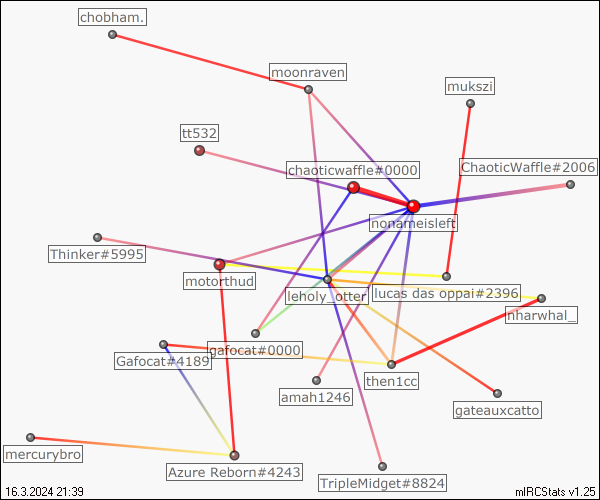 chobham.
moonraven
mukszi
tt532
chaoticwaffle#0000
ChaoticWaffle#2006
nonameisleft
Thinker#5995
motorthud
leholy_otter
lucas das oppai#2396
nharwhal_
gafocat#0000
Gafocat#4189
then1cc
amah1246
gateauxcatto
mercurybro
Azure Reborn#4243
TripleMidget#8824
16.3.2024 21:39
mIRCStats v1.25